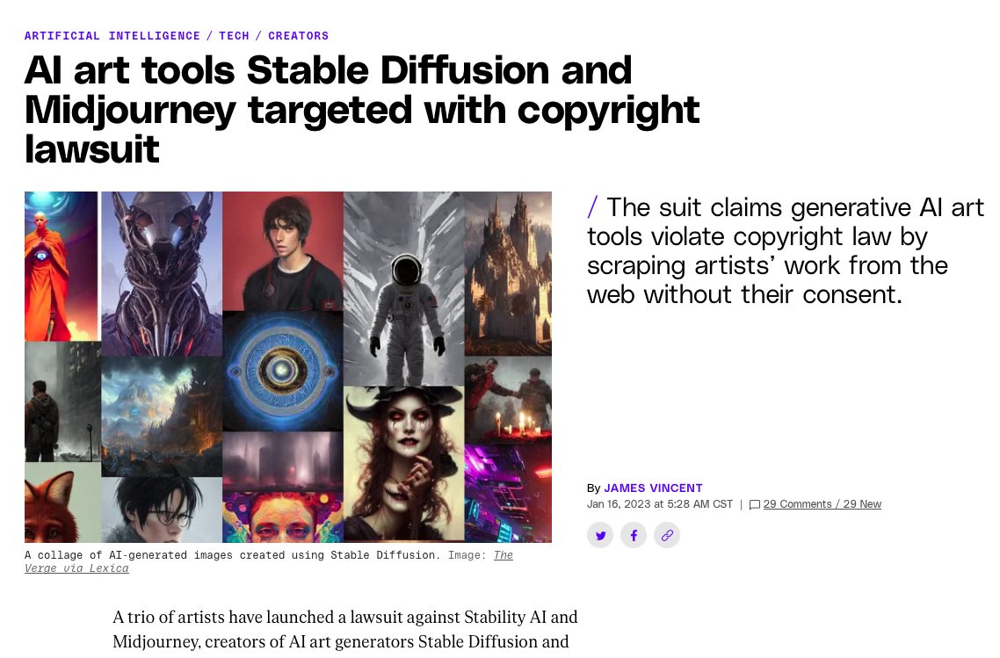 ARTIFICIAL INTELLIGENCE / TECH / CREATORS
AI art tools Stable Diffusion and
Midjourney targeted with copyright
lawsuit
/ The suit claims generative AI art
tools violate copyright law by
scraping artists’ work from the
web without their consent.
By JAMES VINCENT
Jan 16, 2023 at 5:28 AM CST | 29 Comments / 29 New
A collage of AI-generated images created using Stable Diffusion. Image: The
Verge via Lexica
A trio of artists have launched a lawsuit against Stability AI and
Midjourney, creators of AI art generators Stable Diffusion and